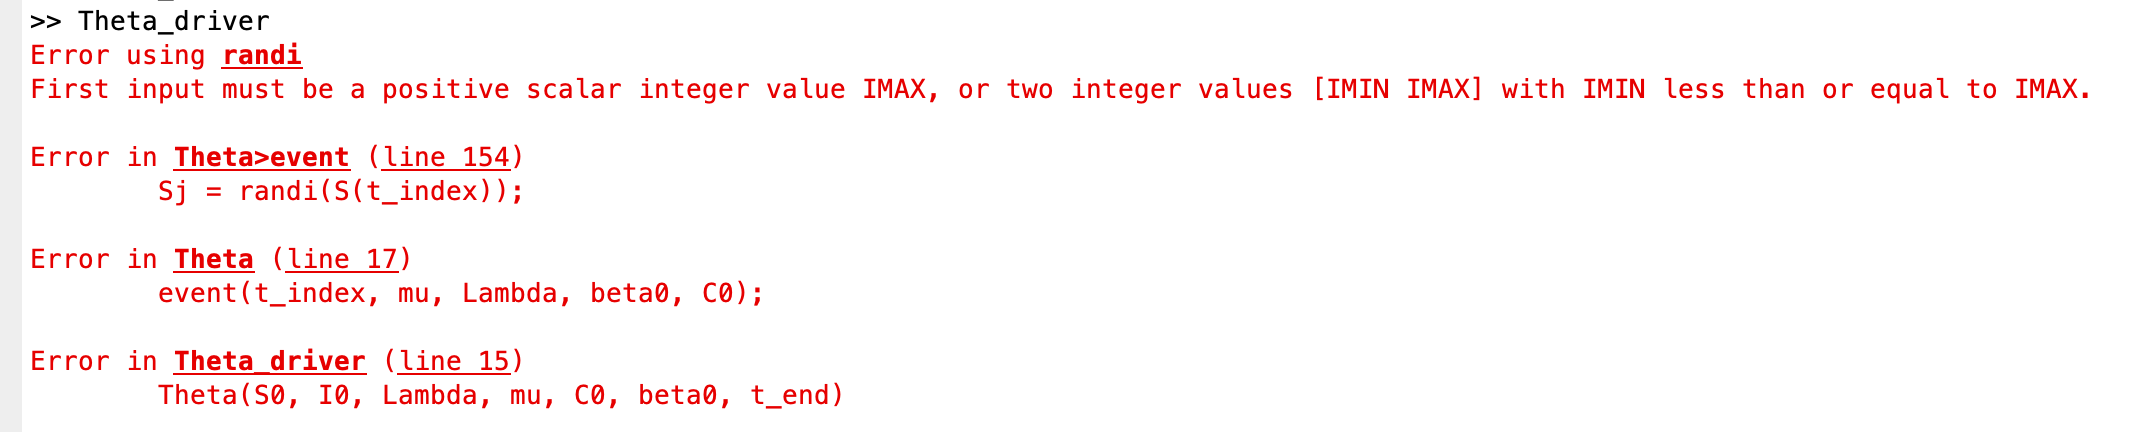 >> Theta_driver
Error using randi
First input must be a positive scalar integer value IMAX, or two integer values [IMIN IMAX] with IMIN less than or equal to IMAX.
Error in Theta>event (line 154)
Sj = randi(S(t_index));
Error in Theta (line 17)
event(t_index, mu, Lambda, beta0, C0);
Error in Theta_driver (line 15)
Theta(S0, I0, Lambda, mu, C0, beta0, t_end)